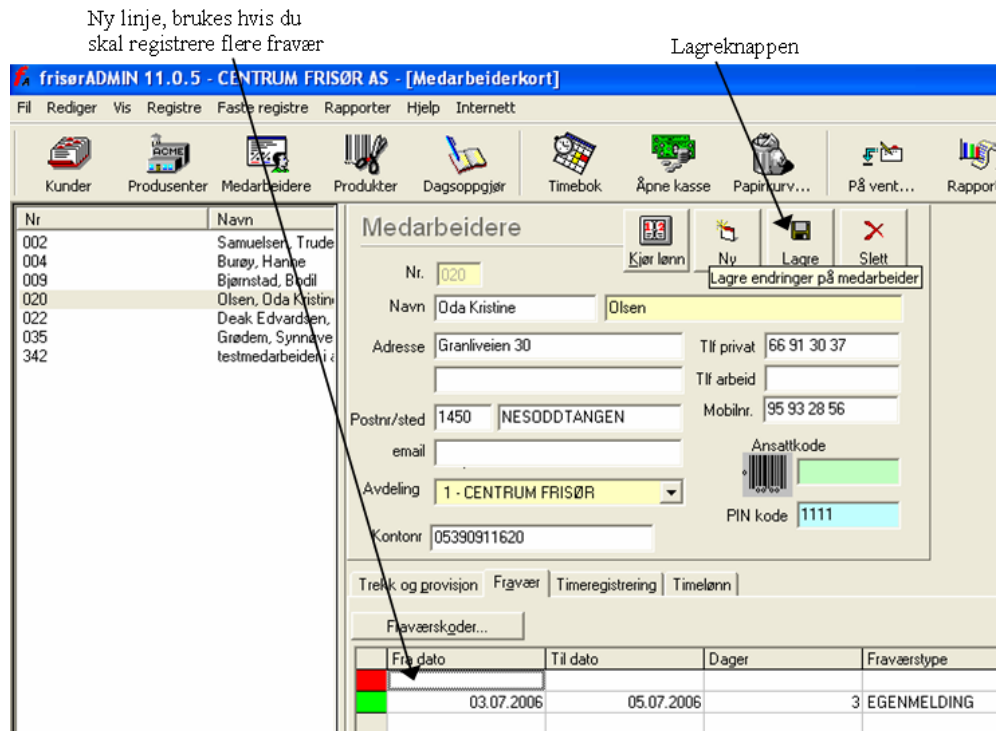 Ny linje, brukes hvis du
skal registrere flere fravær
Lagreknappen
frisørADMIN 11.0.5 - CENTRUM FRISØR AS - [Medarbeiderkort]
Fil Rediger Vis Registre Faste registre Rapporter Hjelp Internett
Kunder Produsenter Medarbeidere Produkter Dagsoppgjør Timebok Åpne kasse Papirkurv... På vent... Rapport
Nr Navn
002 Samuelsen, Trude
004 Burøy, Hanne
009 Bjørnstad, Bodil
020 Olsen, Oda Kristine
022 Deak Edvardsen,
035 Grødem, Synnøve
342 testmedarbeider i a
Medarbeidere
Kjør lønn Ny Lagre Slett
Lagre endringer på medarbeider
Nr. 020
Navn Oda Kristine Olsen
Adresse Granliveien 30
Tlf privat 66 91 30 37
Tlf arbeid
Postnr/sted 1450 NESODDTANGEN
Mobilnr. 95 93 28 56
email
Ansattkode
Avdeling 1 - CENTRUM FRISØR
PIN kode 1111
Kontonr 05390911620
Trekk og provisjon Fravær Timeregistrering Timelønn
Fraværskoder...
Fra dato Til dato Dager Fraværstype
03.07.2006 05.07.2006 3 EGENMELDING